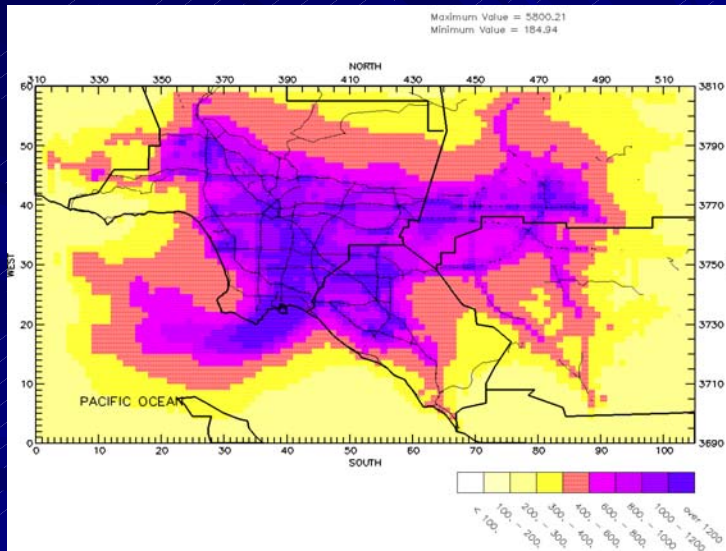 Maximum Value = 5800.21
Minimum Value = 184.94
NORTH
310 330 350 370 390 410 430 450 470 490 510
60 3810
50 3790
40 3770
WEST
30 3750
20 3730
10 3710
PACIFIC OCEAN
0 3690
0 10 20 30 40 50 60 70 80 90 100
SOUTH
< 100,
100, - 200,
200, - 300,
300, - 400,
400, - 600,
600, - 800,
800, - 1000
1000 - 1200
over 1200